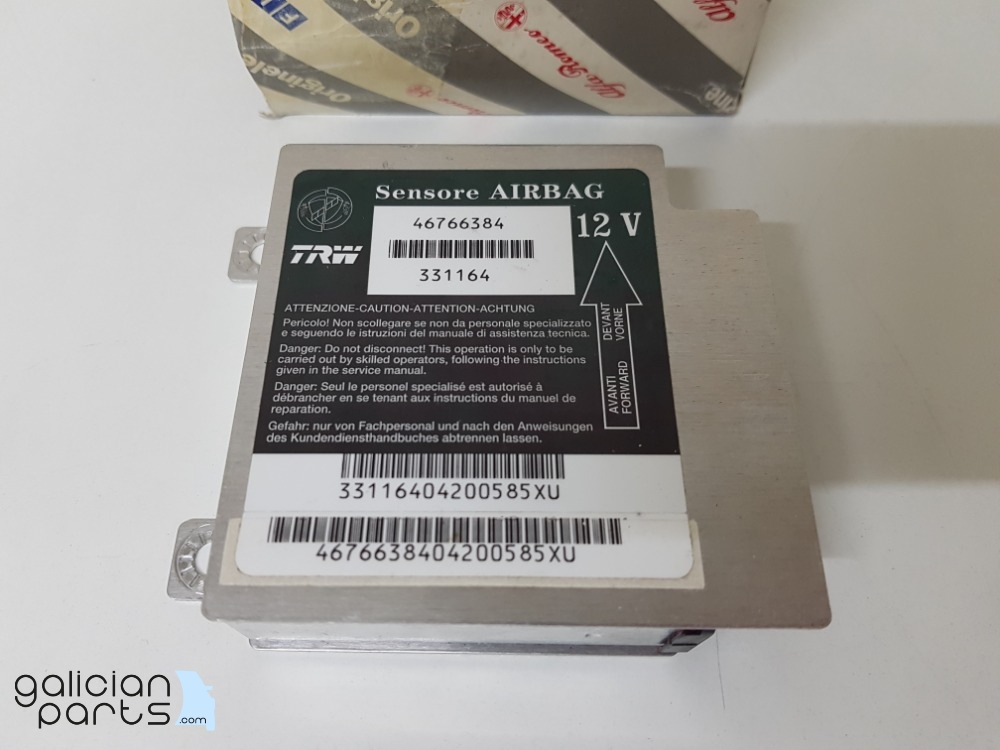 Originele
Alfa Romeo
Sensore AIRBAG
46766384
12 V
TRW
331164
ATTENZIONE-CAUTION-ATTENTION-ACHTUNG
Pericolo! Non scollegare se non da personale specializzato
e seguendo le istruzioni del manuale di assistenza tecnica.
Danger: Do not disconnect! This operation is only to be
carried out by skilled operators, following the instructions
given in the service manual.
Danger: Seul le personel specialisé est autorisé à
débrancher en se tenant aux instructions du manuel de
reparation.
Gefahr: nur von Fachpersonal und nach den Anweisungen
des Kundendiensthandbuches abtrennen lassen.
AVANTI DEVANT
FORWARD VORNE
33116404200585XU
4676638404200585XU
galician
parts.com